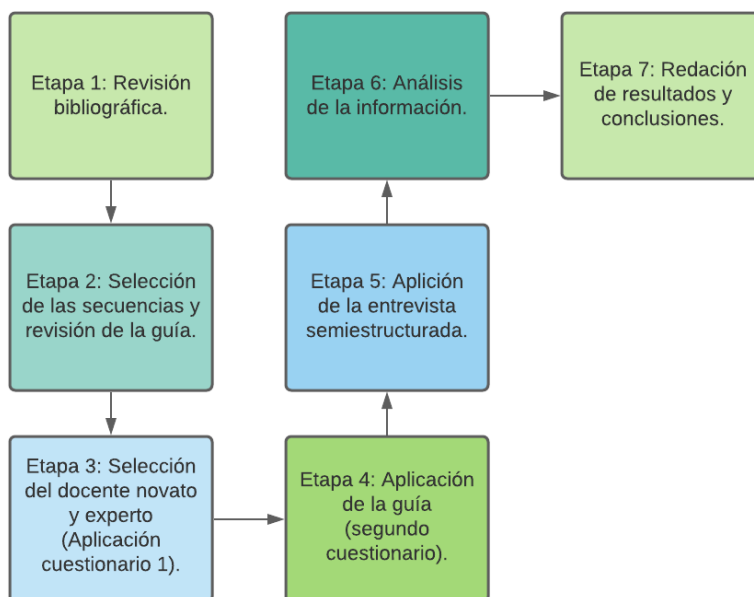 Etapa 1: Revisión
bibliográfica.
Etapa 2: Selección
de las secuencias y
revisión de la guía.
Etapa 3: Selección
del docente novato
y experto
(Aplicación
cuestionario 1).
Etapa 4: Aplicación
de la guía
(segundo
cuestionario).
Etapa 5: Aplición
de la entrevista
semiestructurada.
Etapa 6: Análisis
de la información.
Etapa 7: Redación
de resultados y
conclusiones.